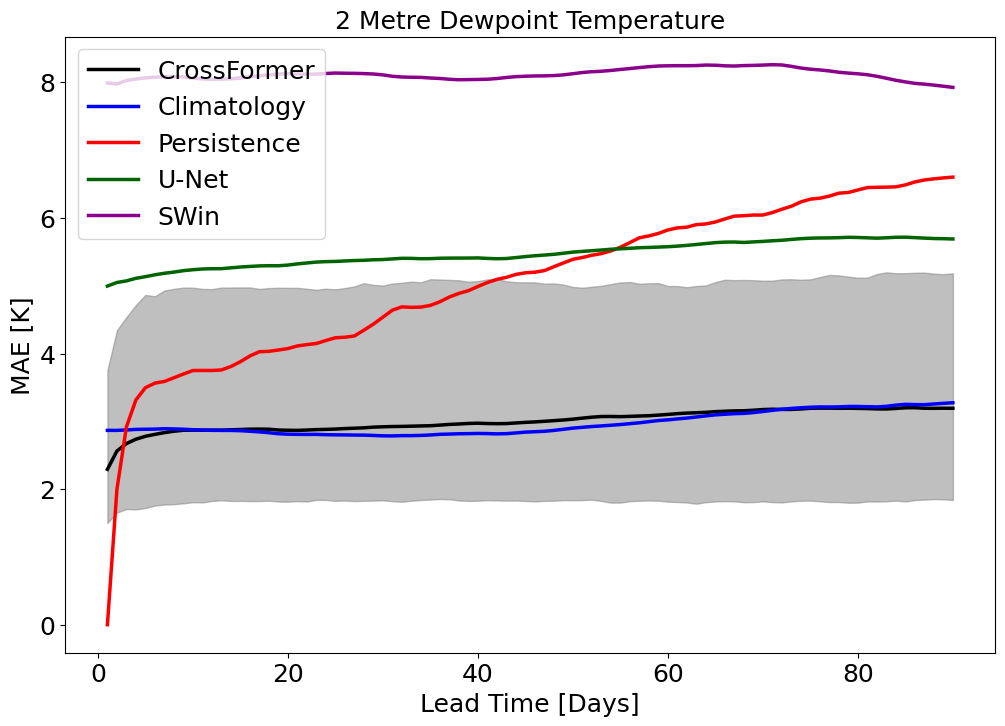 2 Metre Dewpoint Temperature
CrossFormer
Climatology
Persistence
U-Net
SWin
MAE [K]
8
6
4
2
0
0 20 40 60 80
Lead Time [Days]